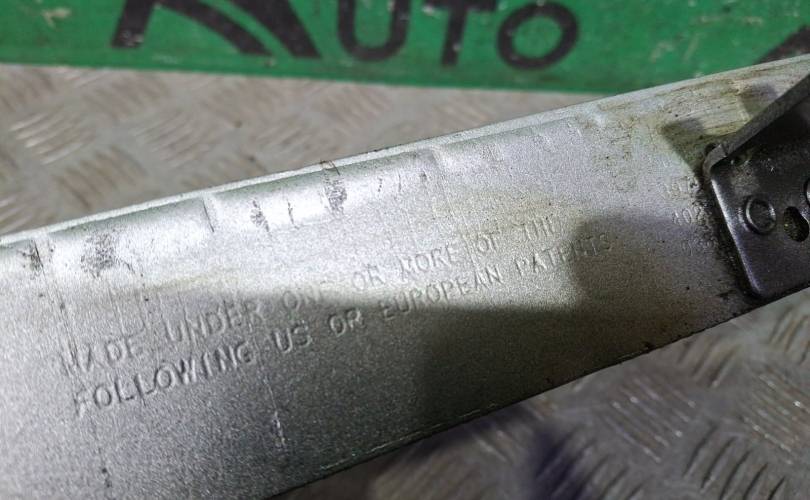 AUTO
MADE UNDER ONE OR MORE OF THE
FOLLOWING US OR EUROPEAN PATENTS